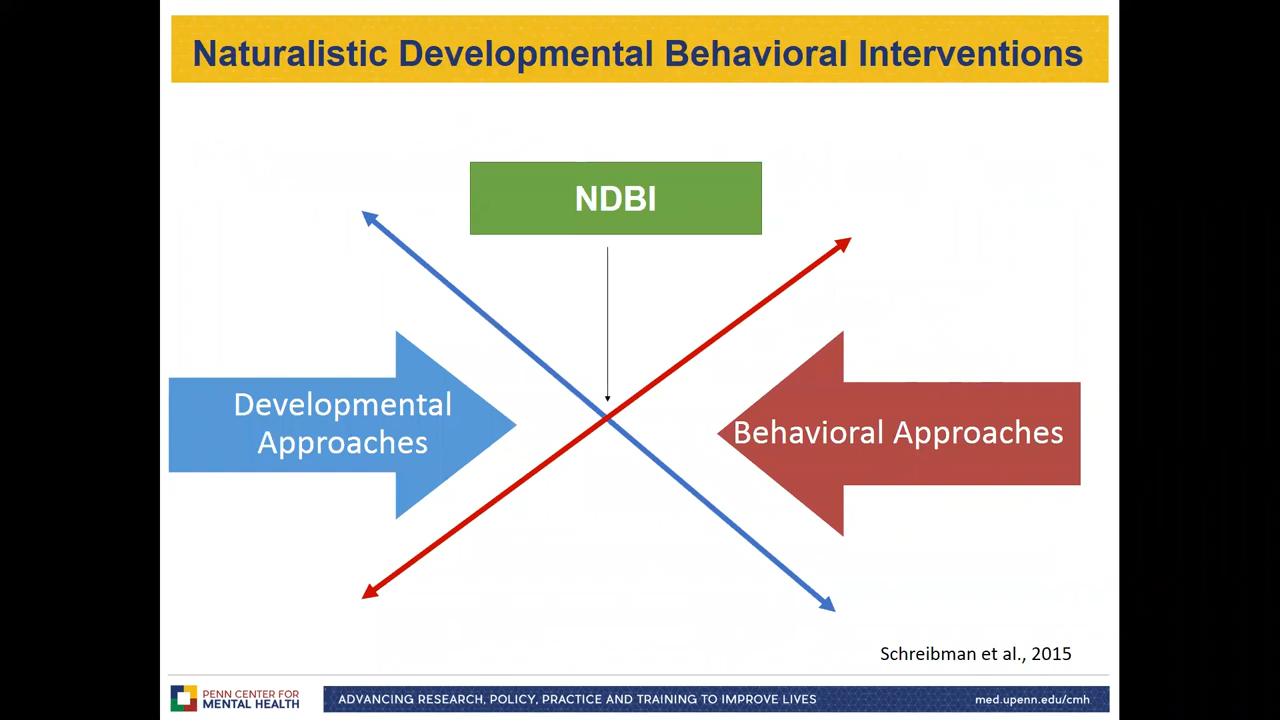 Naturalistic Developmental Behavioral Interventions
NDBI
Developmental
Approaches
Behavioral Approaches
Schreibman et al., 2015
PENN CENTER FOR
MENTAL HEALTH
ADVANCING RESEARCH, POLICY, PRACTICE AND TRAINING TO IMPROVE LIVES
med.upenn.edu/cmh